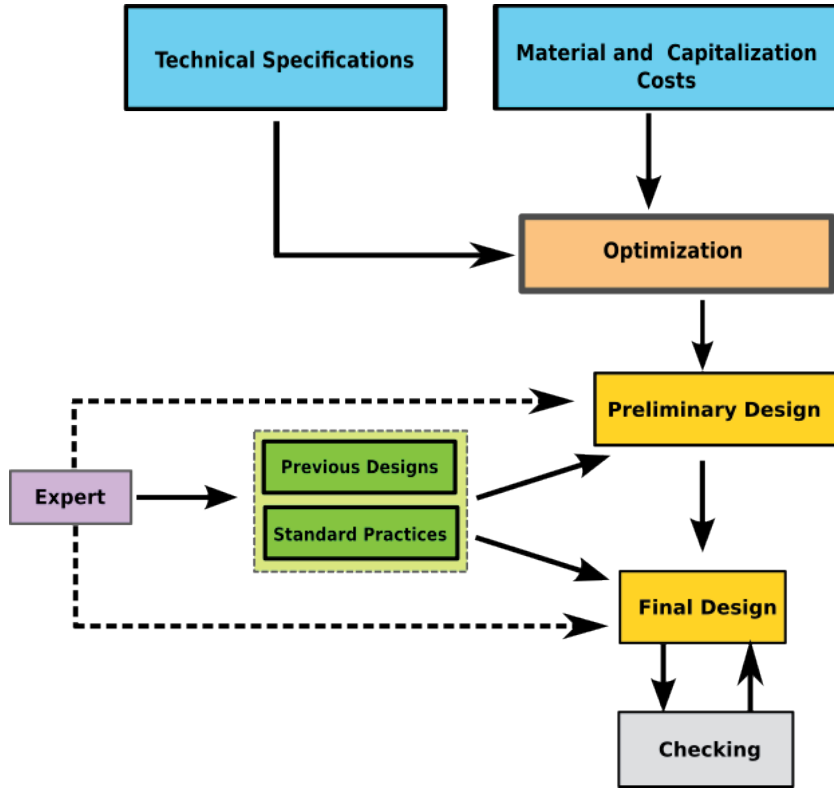 Technical Specifications
Material and Capitalization
Costs
Optimization
Preliminary Design
Previous Designs
Expert
Standard Practices
Final Design
Checking